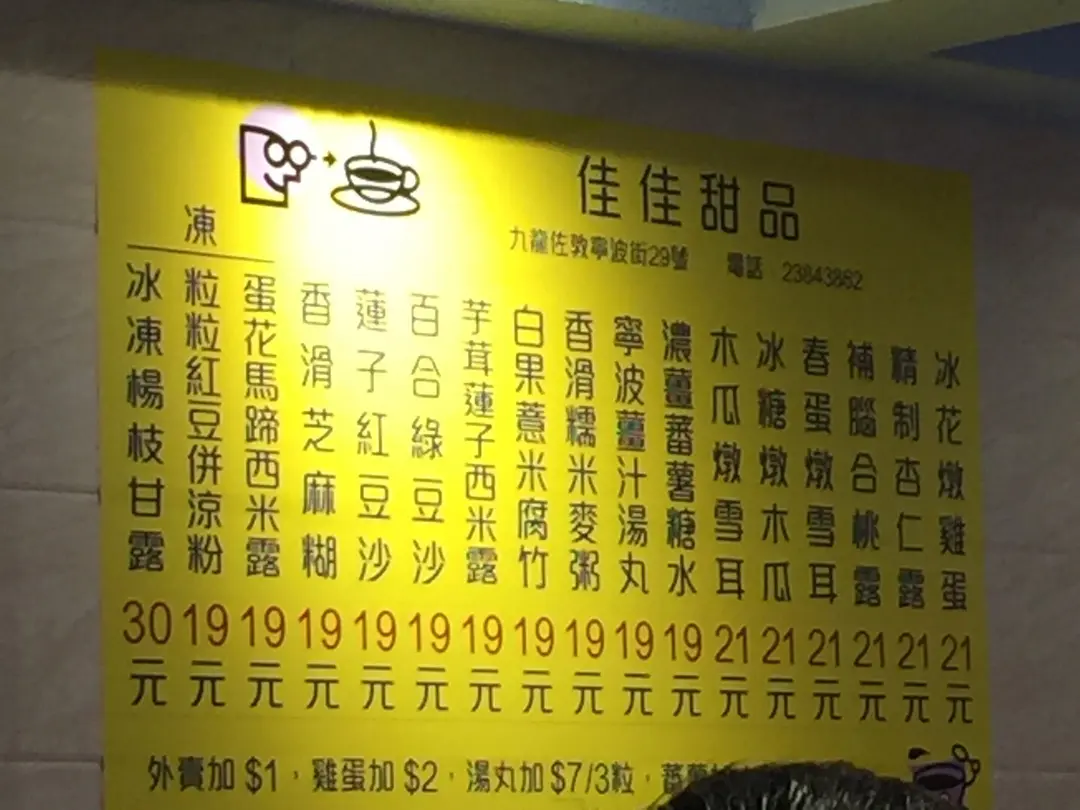 佳佳甜品
九龍佐敦寧波街29號 電話 23843862
冰花燉雞蛋 21元
精制杏仁露 21元
補腦合桃露 21元
春蛋燉雪耳 21元
冰糖燉木瓜 21元
木瓜燉雪耳 21元
濃薑蕃薯糖水 19元
寧波薑汁湯丸 19元
香滑糯米麥粥 19元
白果薏米腐竹 19元
芋茸蓮子西米露 19元
百合綠豆沙 19元
蓮子紅豆沙 19元
香滑芝麻糊 19元
凍
蛋花馬蹄西米露 19元
粒粒紅豆併涼粉 19元
冰凍楊枝甘露 30元
外賣加 $1，雞蛋加 $2，湯丸加 $7/3粒，